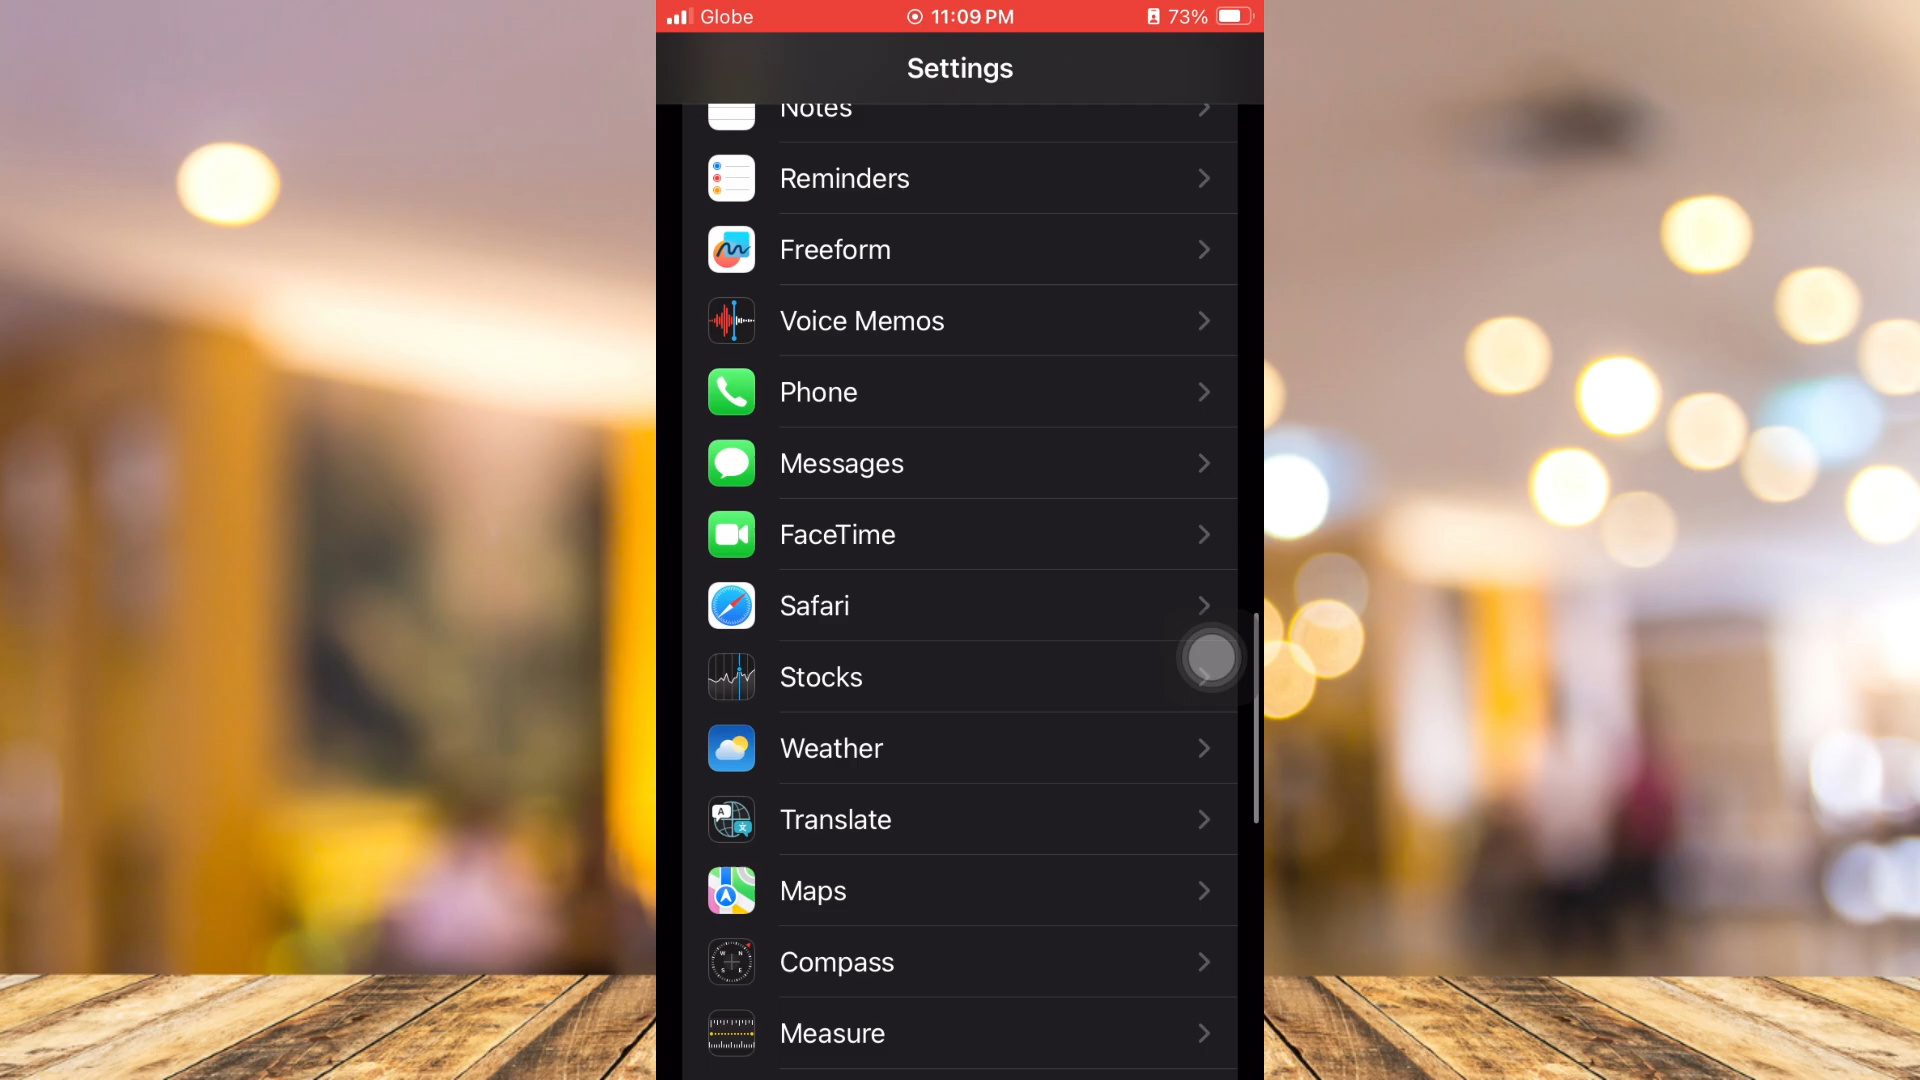 Globe 11:09 PM 73%
Settings
Notes
Reminders
Freeform
Voice Memos
Phone
Messages
FaceTime
Safari
Stocks
Weather
Translate
Maps
Compass
Measure